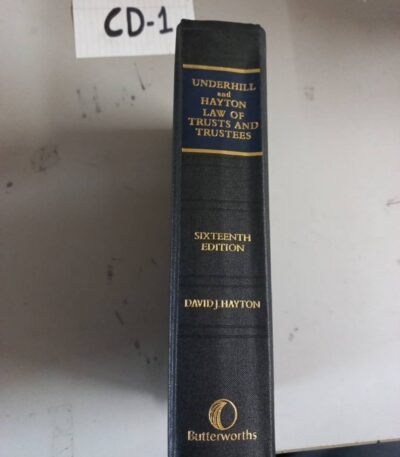 CD-1
UNDERHILL
and
HAYTON
LAW OF
TRUSTS AND
TRUSTEES
SIXTEENTH
EDITION
DAVID J. HAYTON
Butterworths